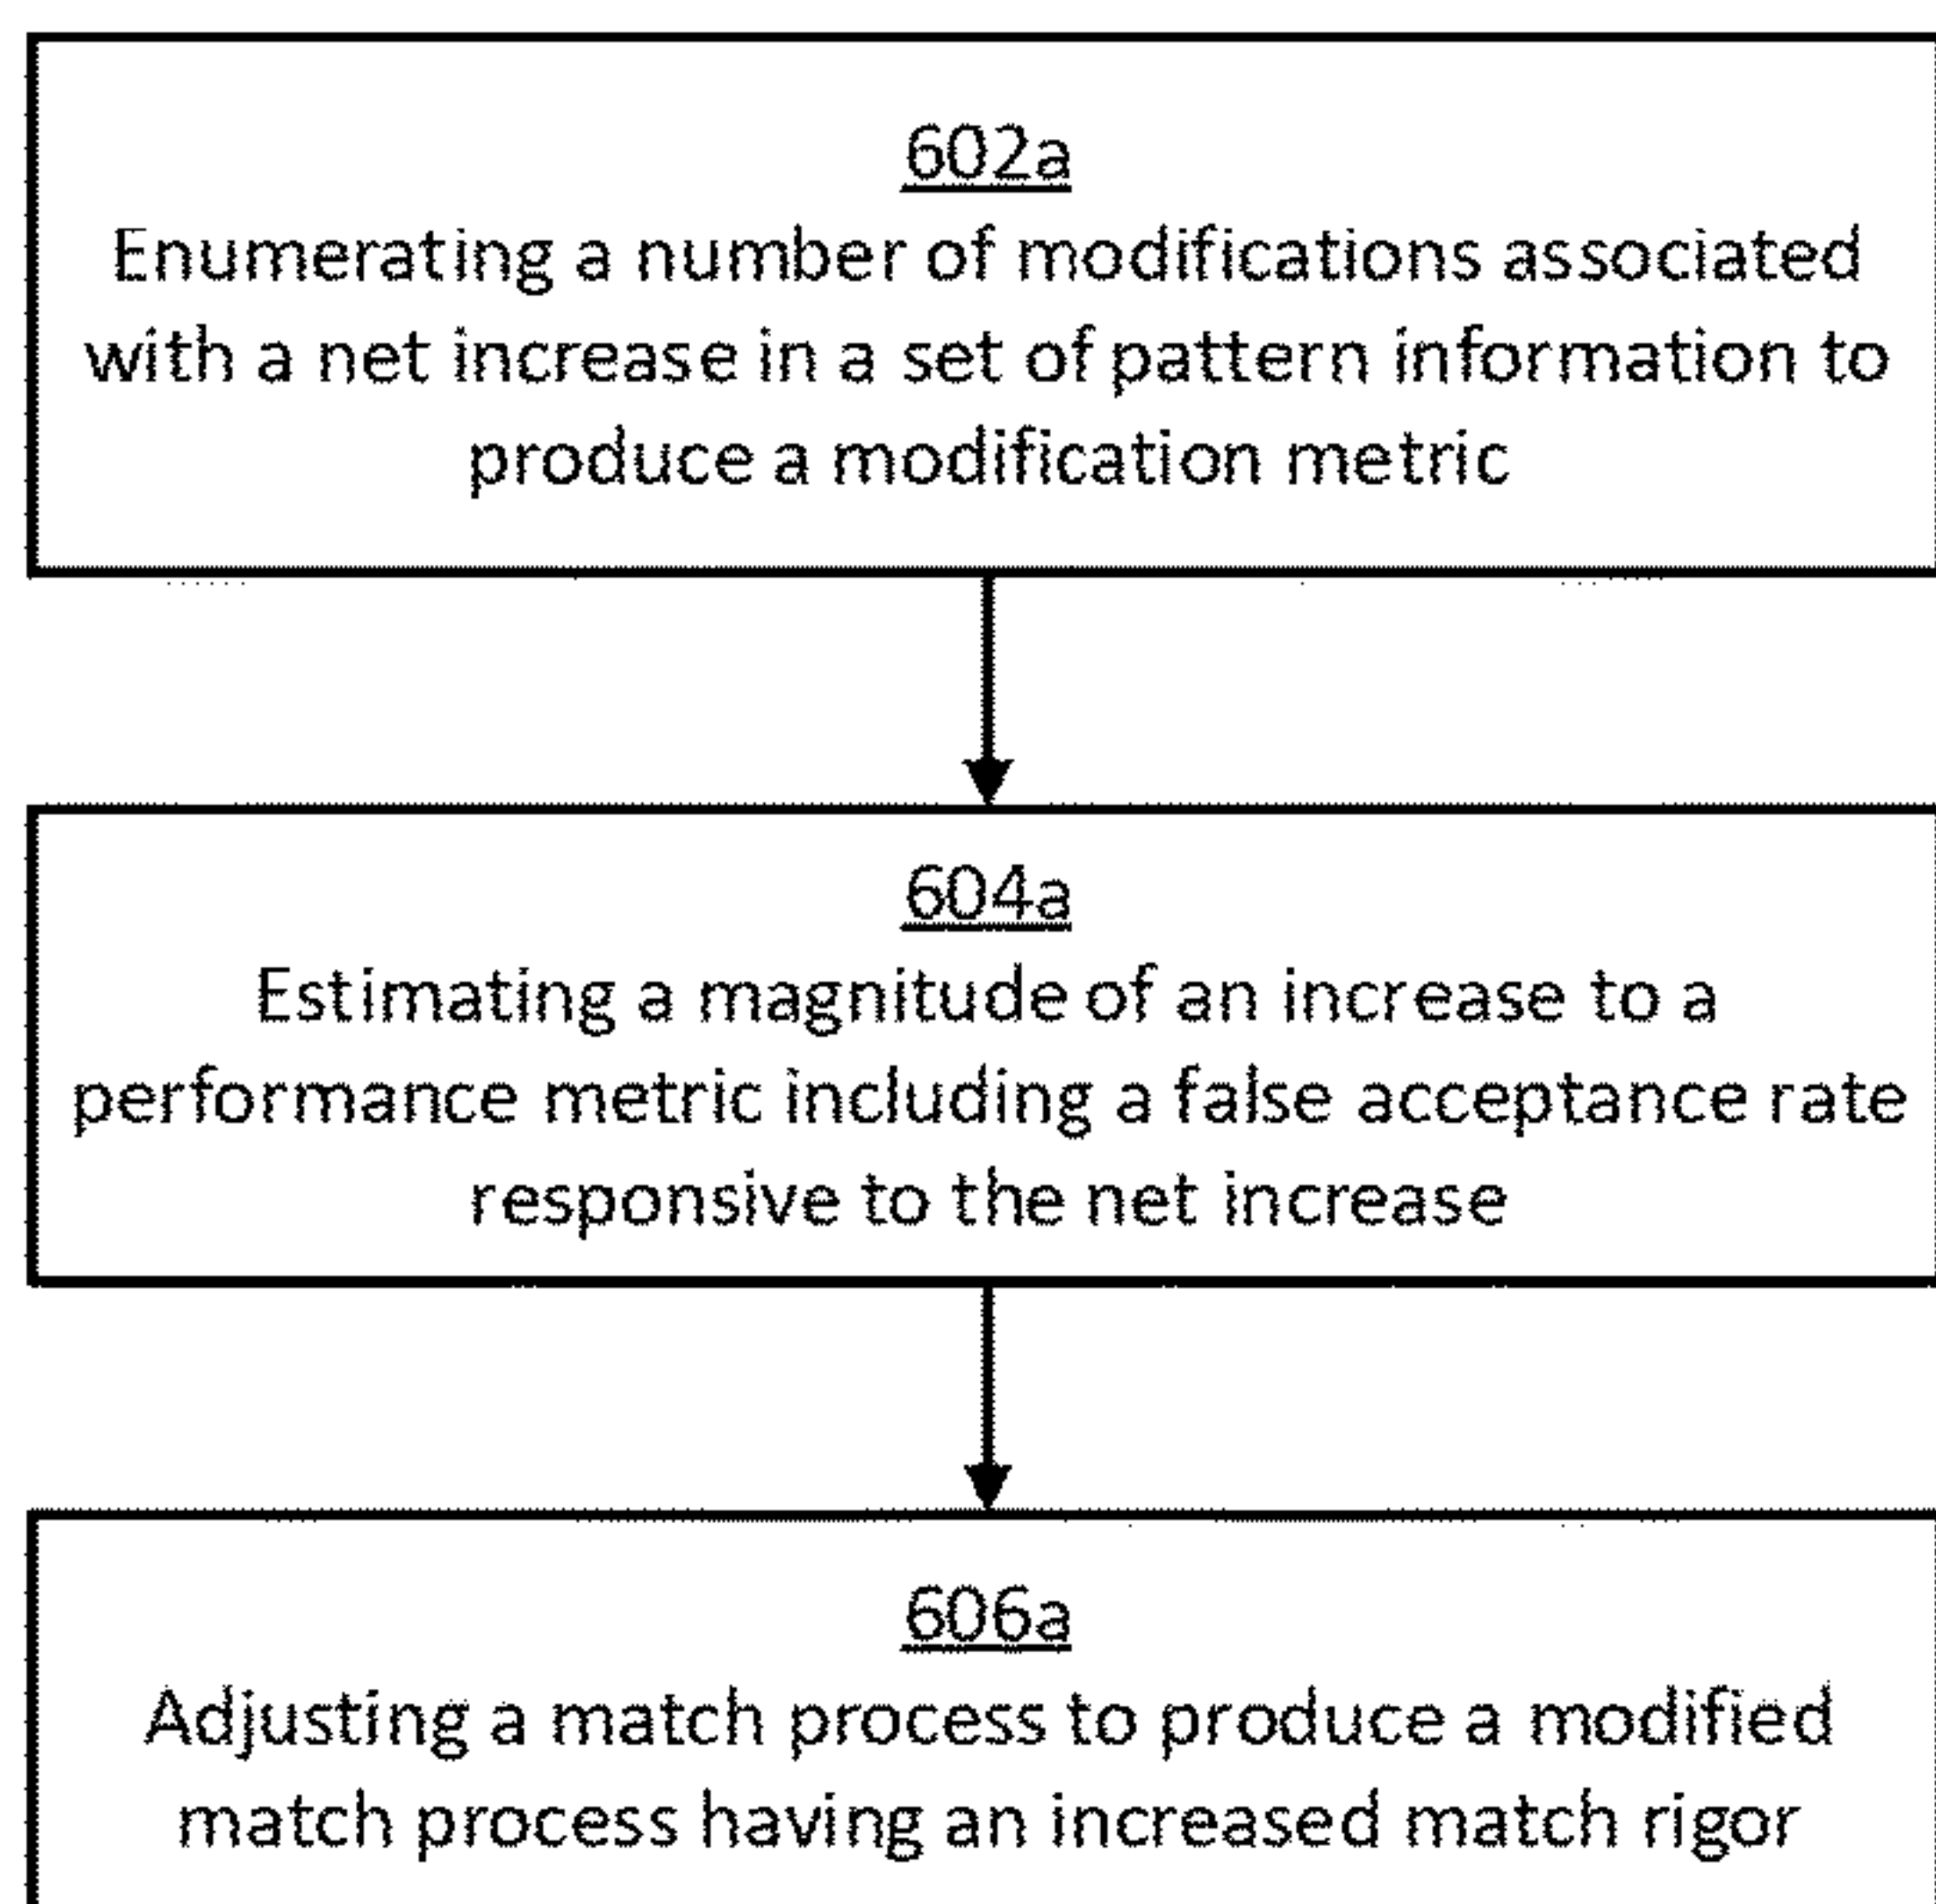 602a
Enumerating a number of modifications associated
with a net increase in a set of pattern information to
produce a modification metric
604a
Estimating a magnitude of an increase to a
performance metric including a false acceptance rate
responsive to the net increase
606a
Adjusting a match process to produce a modified
match process having an increased match rigor